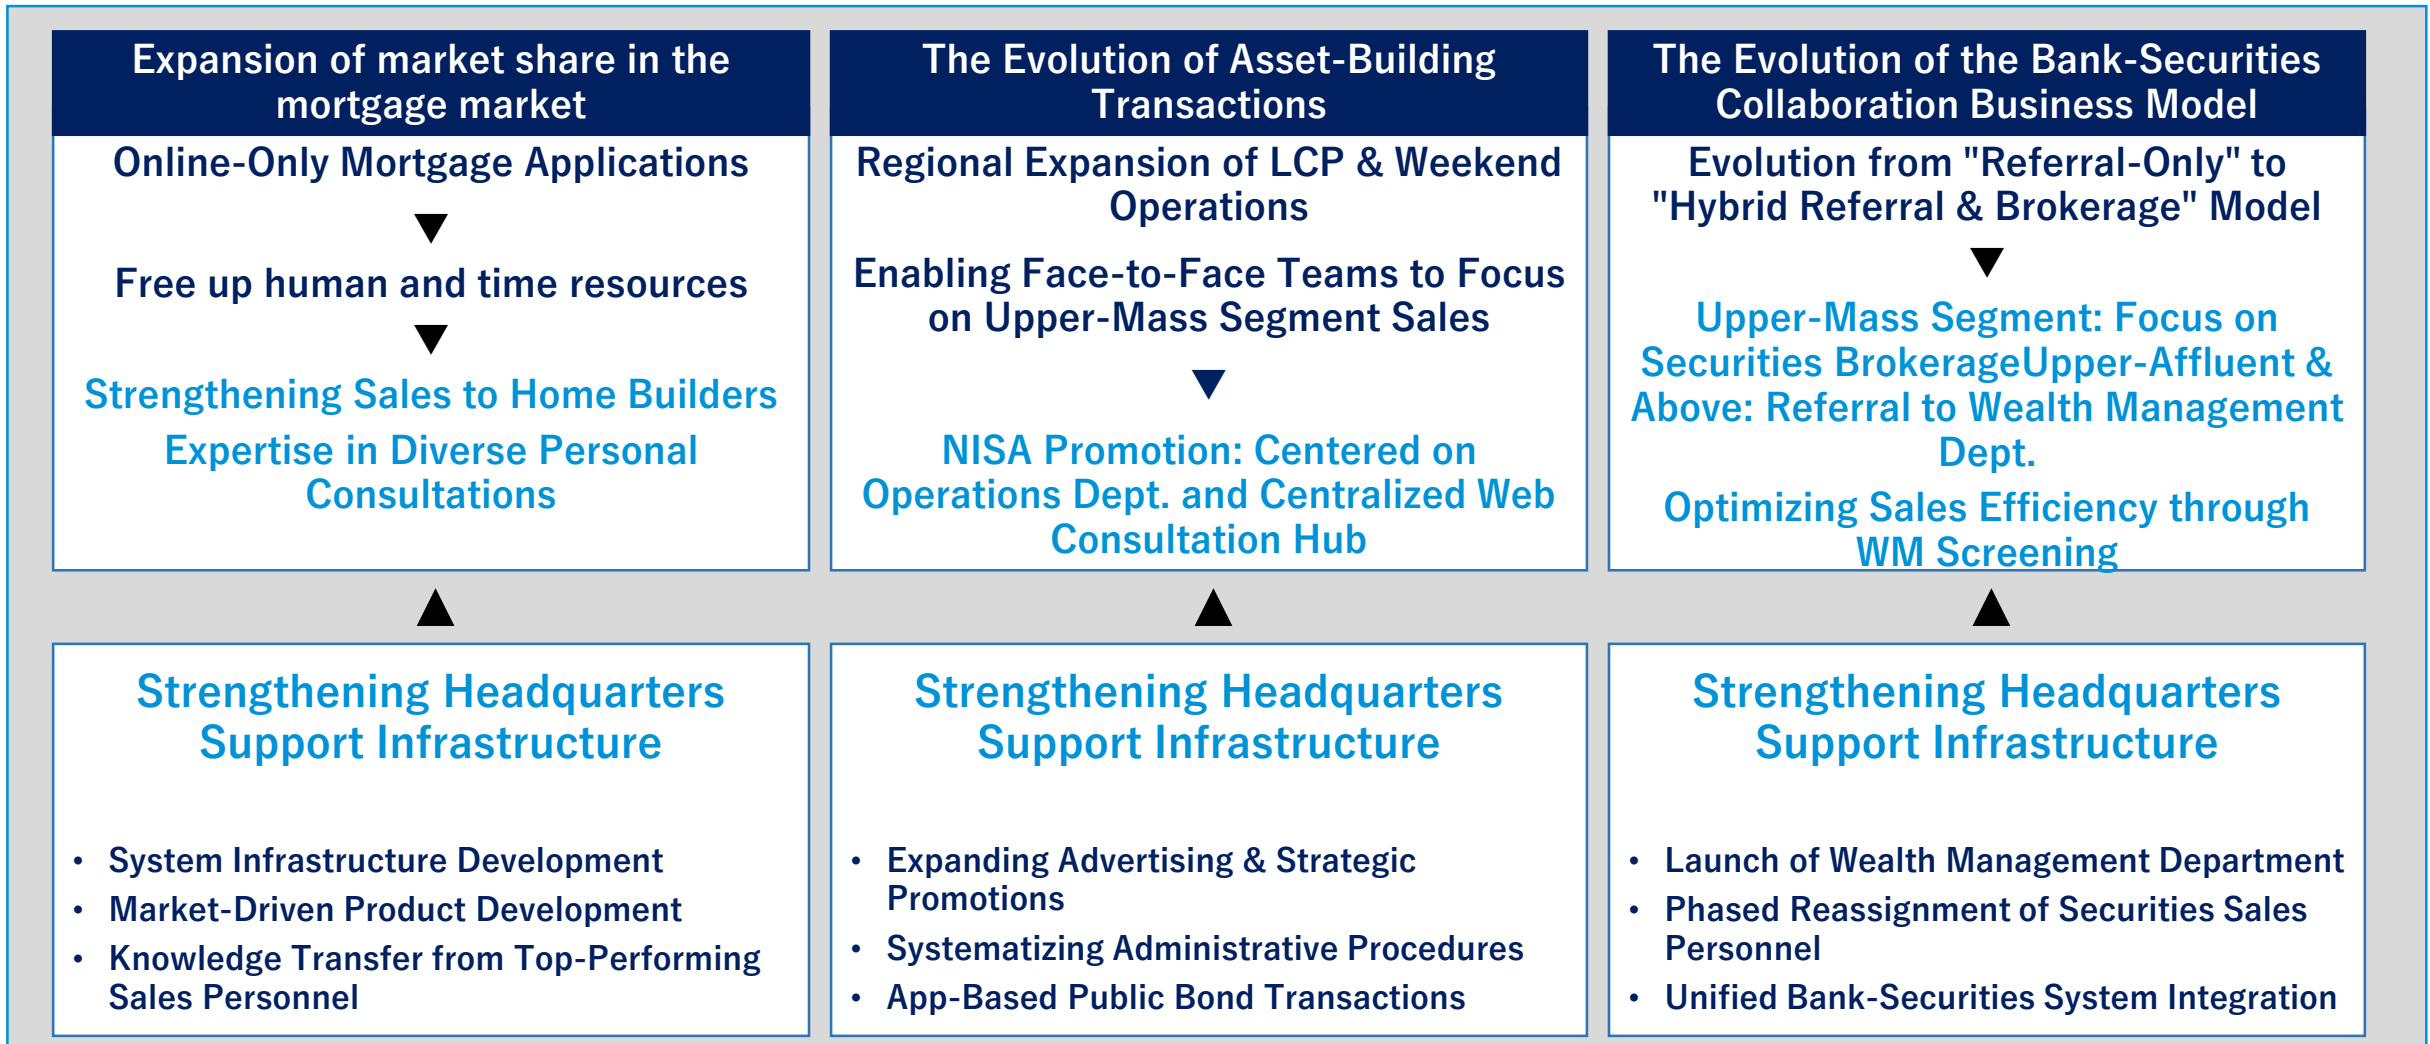 Expansion of market share in the
mortgage market
Online-Only Mortgage Applications
▼
Free up human and time resources
▼
Strengthening Sales to Home Builders
Expertise in Diverse Personal
Consultations
▲
Strengthening Headquarters
Support Infrastructure
• System Infrastructure Development
• Market-Driven Product Development
• Knowledge Transfer from Top-Performing
Sales Personnel
The Evolution of Asset-Building
Transactions
Regional Expansion of LCP & Weekend
Operations
Enabling Face-to-Face Teams to Focus
on Upper-Mass Segment Sales
▼
NISA Promotion: Centered on
Operations Dept. and Centralized Web
Consultation Hub
▲
Strengthening Headquarters
Support Infrastructure
• Expanding Advertising & Strategic
Promotions
• Systematizing Administrative Procedures
• App-Based Public Bond Transactions
The Evolution of the Bank-Securities
Collaboration Business Model
Evolution from "Referral-Only" to
"Hybrid Referral & Brokerage" Model
▼
Upper-Mass Segment: Focus on
Securities BrokerageUpper-Affluent &
Above: Referral to Wealth Management
Dept.
Optimizing Sales Efficiency through
WM Screening
▲
Strengthening Headquarters
Support Infrastructure
• Launch of Wealth Management Department
• Phased Reassignment of Securities Sales
Personnel
• Unified Bank-Securities System Integration